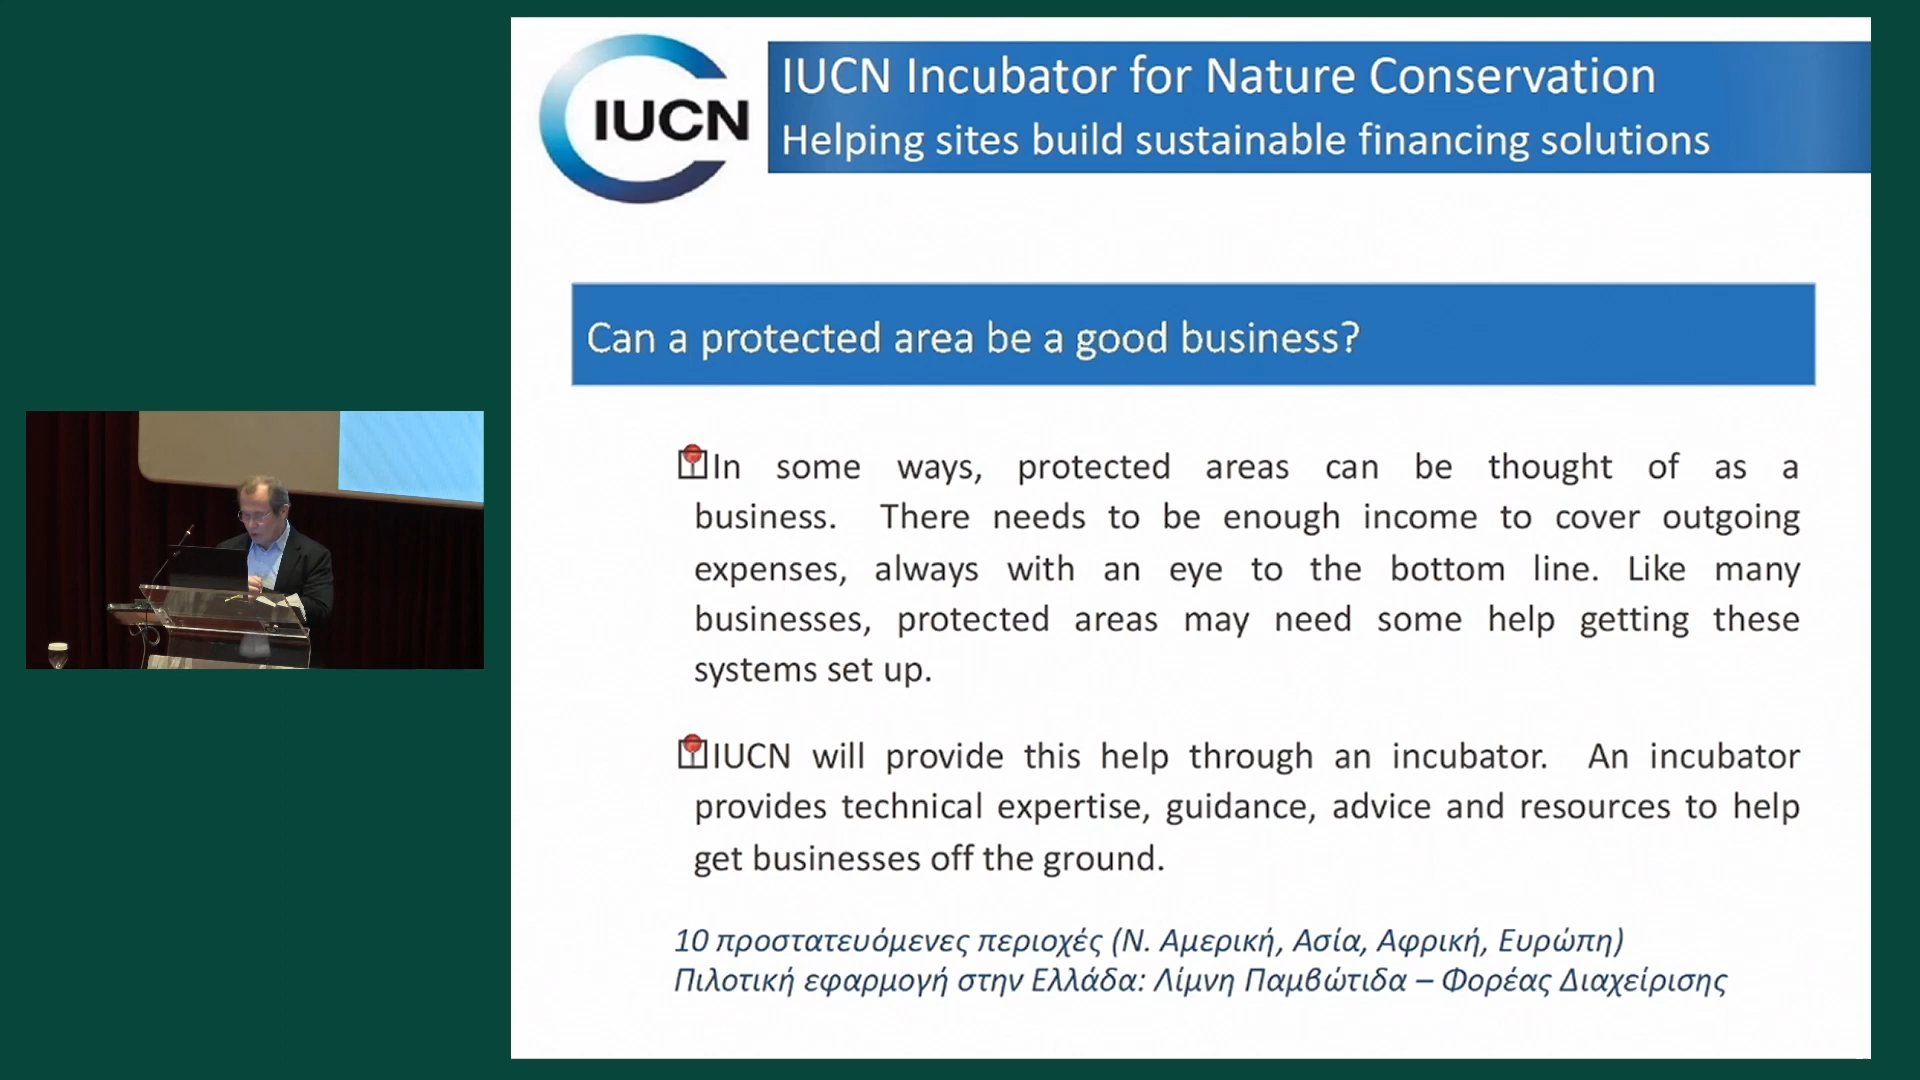 IUCN
IUCN Incubator for Nature Conservation
Helping sites build sustainable financing solutions
Can a protected area be a good business?
In some ways, protected areas can be thought of as a
business. There needs to be enough income to cover outgoing
expenses, always with an eye to the bottom line. Like many
businesses, protected areas may need some help getting these
systems set up.
IUCN will provide this help through an incubator. An incubator
provides technical expertise, guidance, advice and resources to help
get businesses off the ground.
10 προστατευόμενες περιοχές (Ν. Αμερική, Ασία, Αφρική, Ευρώπη)
Πιλοτική εφαρμογή στην Ελλάδα: Λίμνη Παμβώτιδα – Φορέας Διαχείρισης